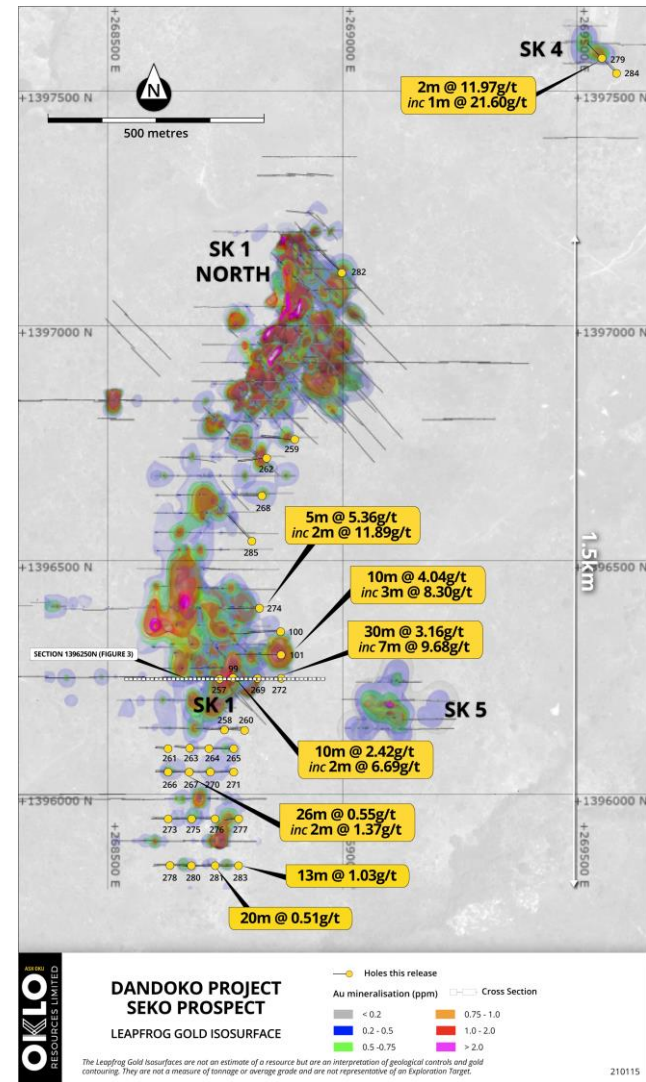 +268500 E
+269000 E
+269500 E
SK 4
279
284
+1397500 N
2m @ 11.97g/t
inc 1m @ 21.60g/t
N
500 metres
SK 1
NORTH
282
+1397000 N
259
262
268
285
5m @ 5.36g/t
inc 2m @ 11.89g/t
+1396500 N
1.5km
274
10m @ 4.04g/t
inc 3m @ 8.30g/t
100
101
30m @ 3.16g/t
inc 7m @ 9.68g/t
SECTION 1396250N (FIGURE 3)
99
257
269
272
SK 1
SK 5
258
260
10m @ 2.42g/t
inc 2m @ 6.69g/t
261
263
264
265
266
267
270
271
+1396000 N
26m @ 0.55g/t
inc 2m @ 1.37g/t
273
275
276
277
13m @ 1.03g/t
278
280
281
283
20m @ 0.51g/t
+268500 E
+269000 E
+269500 E
ASX:OKU
OKLO
RESOURCES LIMITED
DANDOKO PROJECT
SEKO PROSPECT
LEAPFROG GOLD ISOSURFACE
Holes this release
Au mineralisation (ppm)
Cross Section
< 0.2
0.75 - 1.0
0.2 - 0.5
1.0 - 2.0
0.5 -0.75
> 2.0
The Leapfrog Gold Isosurfaces are not an estimate of a resource but are an interpretation of geological controls and gold
contouring. They are not a measure of tonnage or average grade and are not representative of an Exploration Target.
210115